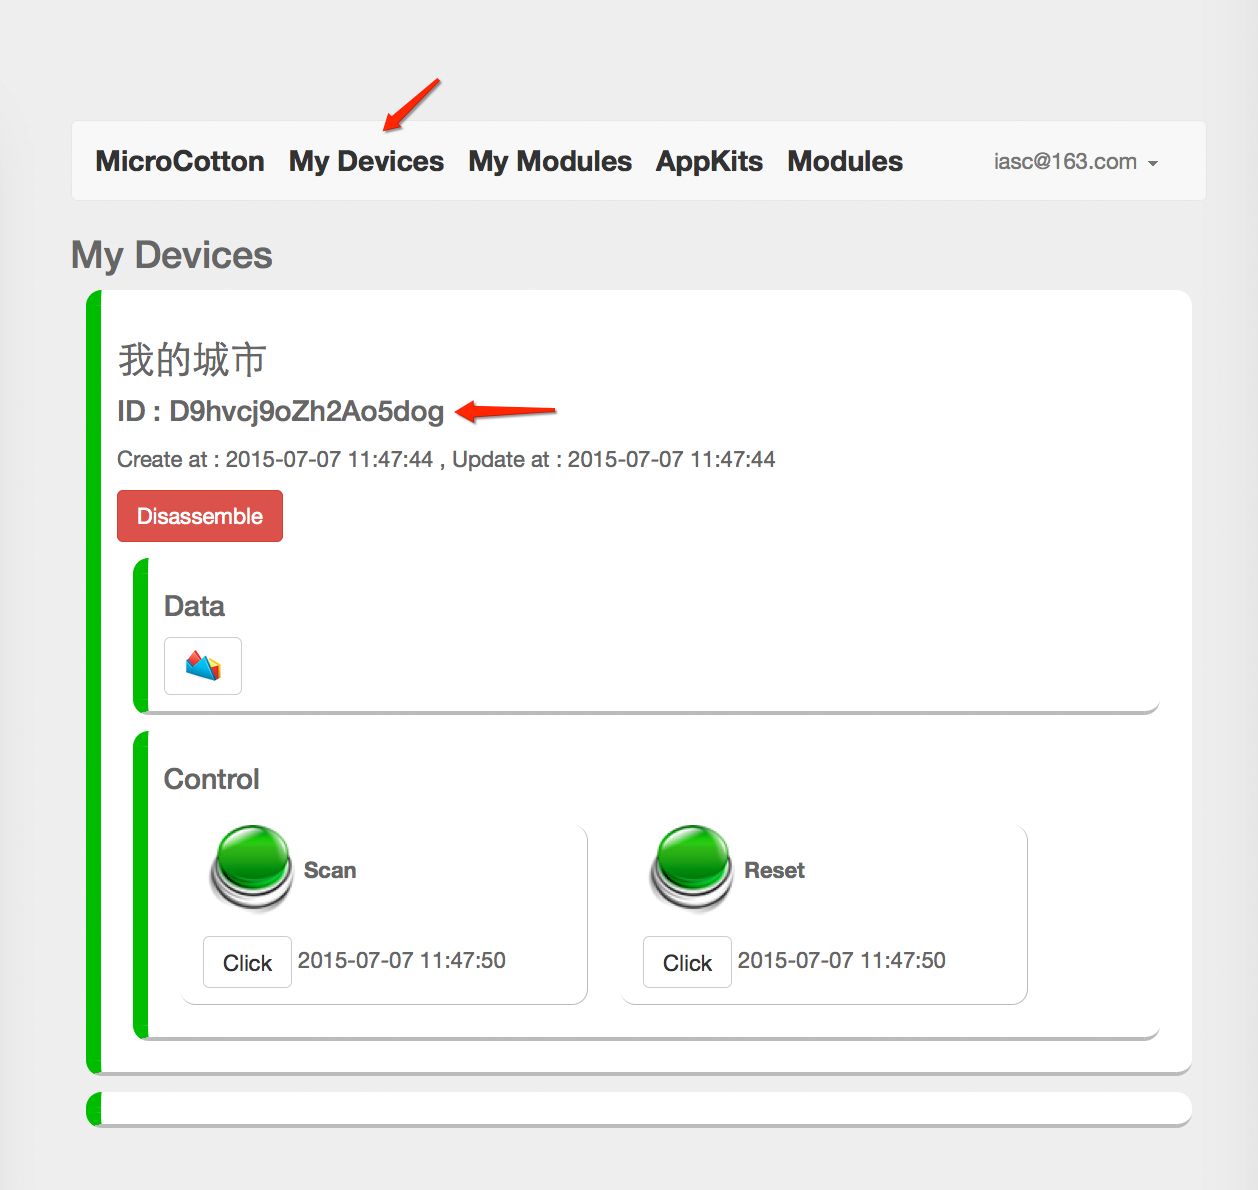 MicroCotton My Devices My Modules AppKits Modules iasc@163.com
My Devices
我的城市
ID : D9hvcj9oZh2Ao5dog
Create at : 2015-07-07 11:47:44 , Update at : 2015-07-07 11:47:44
Disassemble
Data
Control
Scan Reset
Click 2015-07-07 11:47:50 Click 2015-07-07 11:47:50